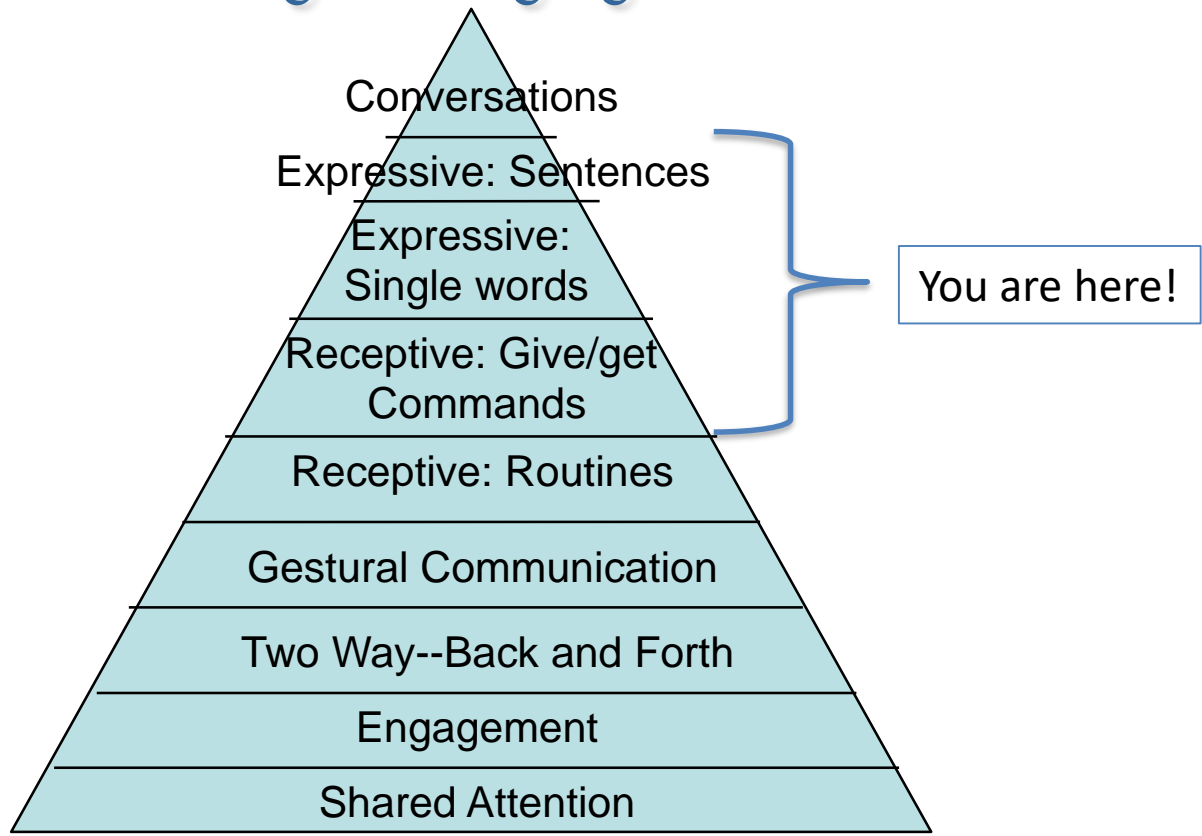 Conversations
Expressive: Sentences
Expressive:
Single words
Receptive: Give/get
Commands
You are here!
Receptive: Routines
Gestural Communication
Two Way--Back and Forth
Engagement
Shared Attention